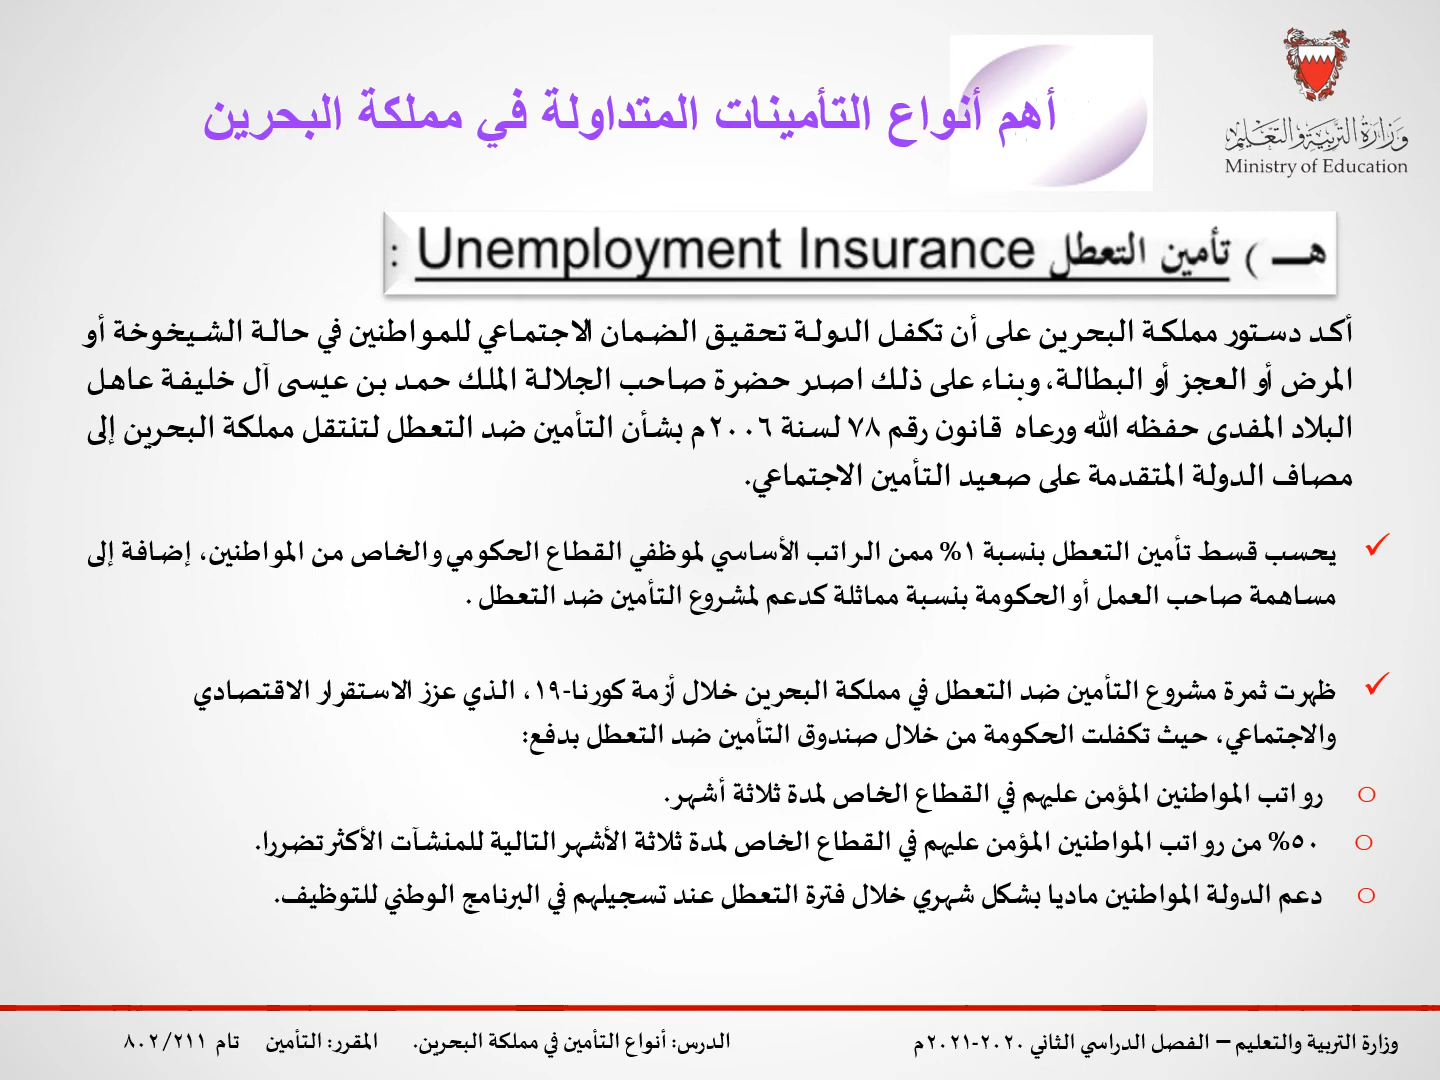 وزارة التربية والتعليم
Ministry of Education
أهم أنواع التأمينات المتداولة في مملكة البحرين
هـ ) تأمين التعطل Unemployment Insurance :
أكد دستور مملكة البحرين على أن تكفل الدولة تحقيق الضمان الاجتماعي للمواطنين في حالة الشيخوخة أو
المرض أو العجز أو البطالة، وبناء على ذلك اصدر حضرة صاحب الجلالة الملك حمد بن عيسى آل خليفة عاهل
البلاد المفدى حفظه الله ورعاه قانون رقم ٧٨ لسنة ٢٠٠٦م بشأن التأمين ضد التعطل لتنتقل مملكة البحرين إلى
مصاف الدولة المتقدمة على صعيد التأمين الاجتماعي.
✓ يحسب قسط تأمين التعطل بنسبة ١% ممن الراتب الأساسي لموظفي القطاع الحكومي والخاص من المواطنين، إضافة إلى
مساهمة صاحب العمل أو الحكومة بنسبة مماثلة كدعم لمشروع التأمين ضد التعطل .
✓ ظهرت ثمرة مشروع التأمين ضد التعطل في مملكة البحرين خلال أزمة كورنا-١٩، الذي عزز الاستقرار الاقتصادي
والاجتماعي، حيث تكفلت الحكومة من خلال صندوق التأمين ضد التعطل بدفع:
o رواتب المواطنين المؤمن عليهم في القطاع الخاص لمدة ثلاثة أشهر.
o ٥٠% من رواتب المواطنين المؤمن عليهم في القطاع الخاص لمدة ثلاثة الأشهر التالية للمنشآت الأكثر تضررا.
o دعم الدولة المواطنين ماديا بشكل شهري خلال فترة التعطل عند تسجيلهم في البرنامج الوطني للتوظيف.
وزارة التربية والتعليم – الفصل الدراسي الثاني ٢٠٢٠-٢٠٢١م الدرس: أنواع التأمين في مملكة البحرين. المقرر: التأمين تام ٨٠٢/٢١١